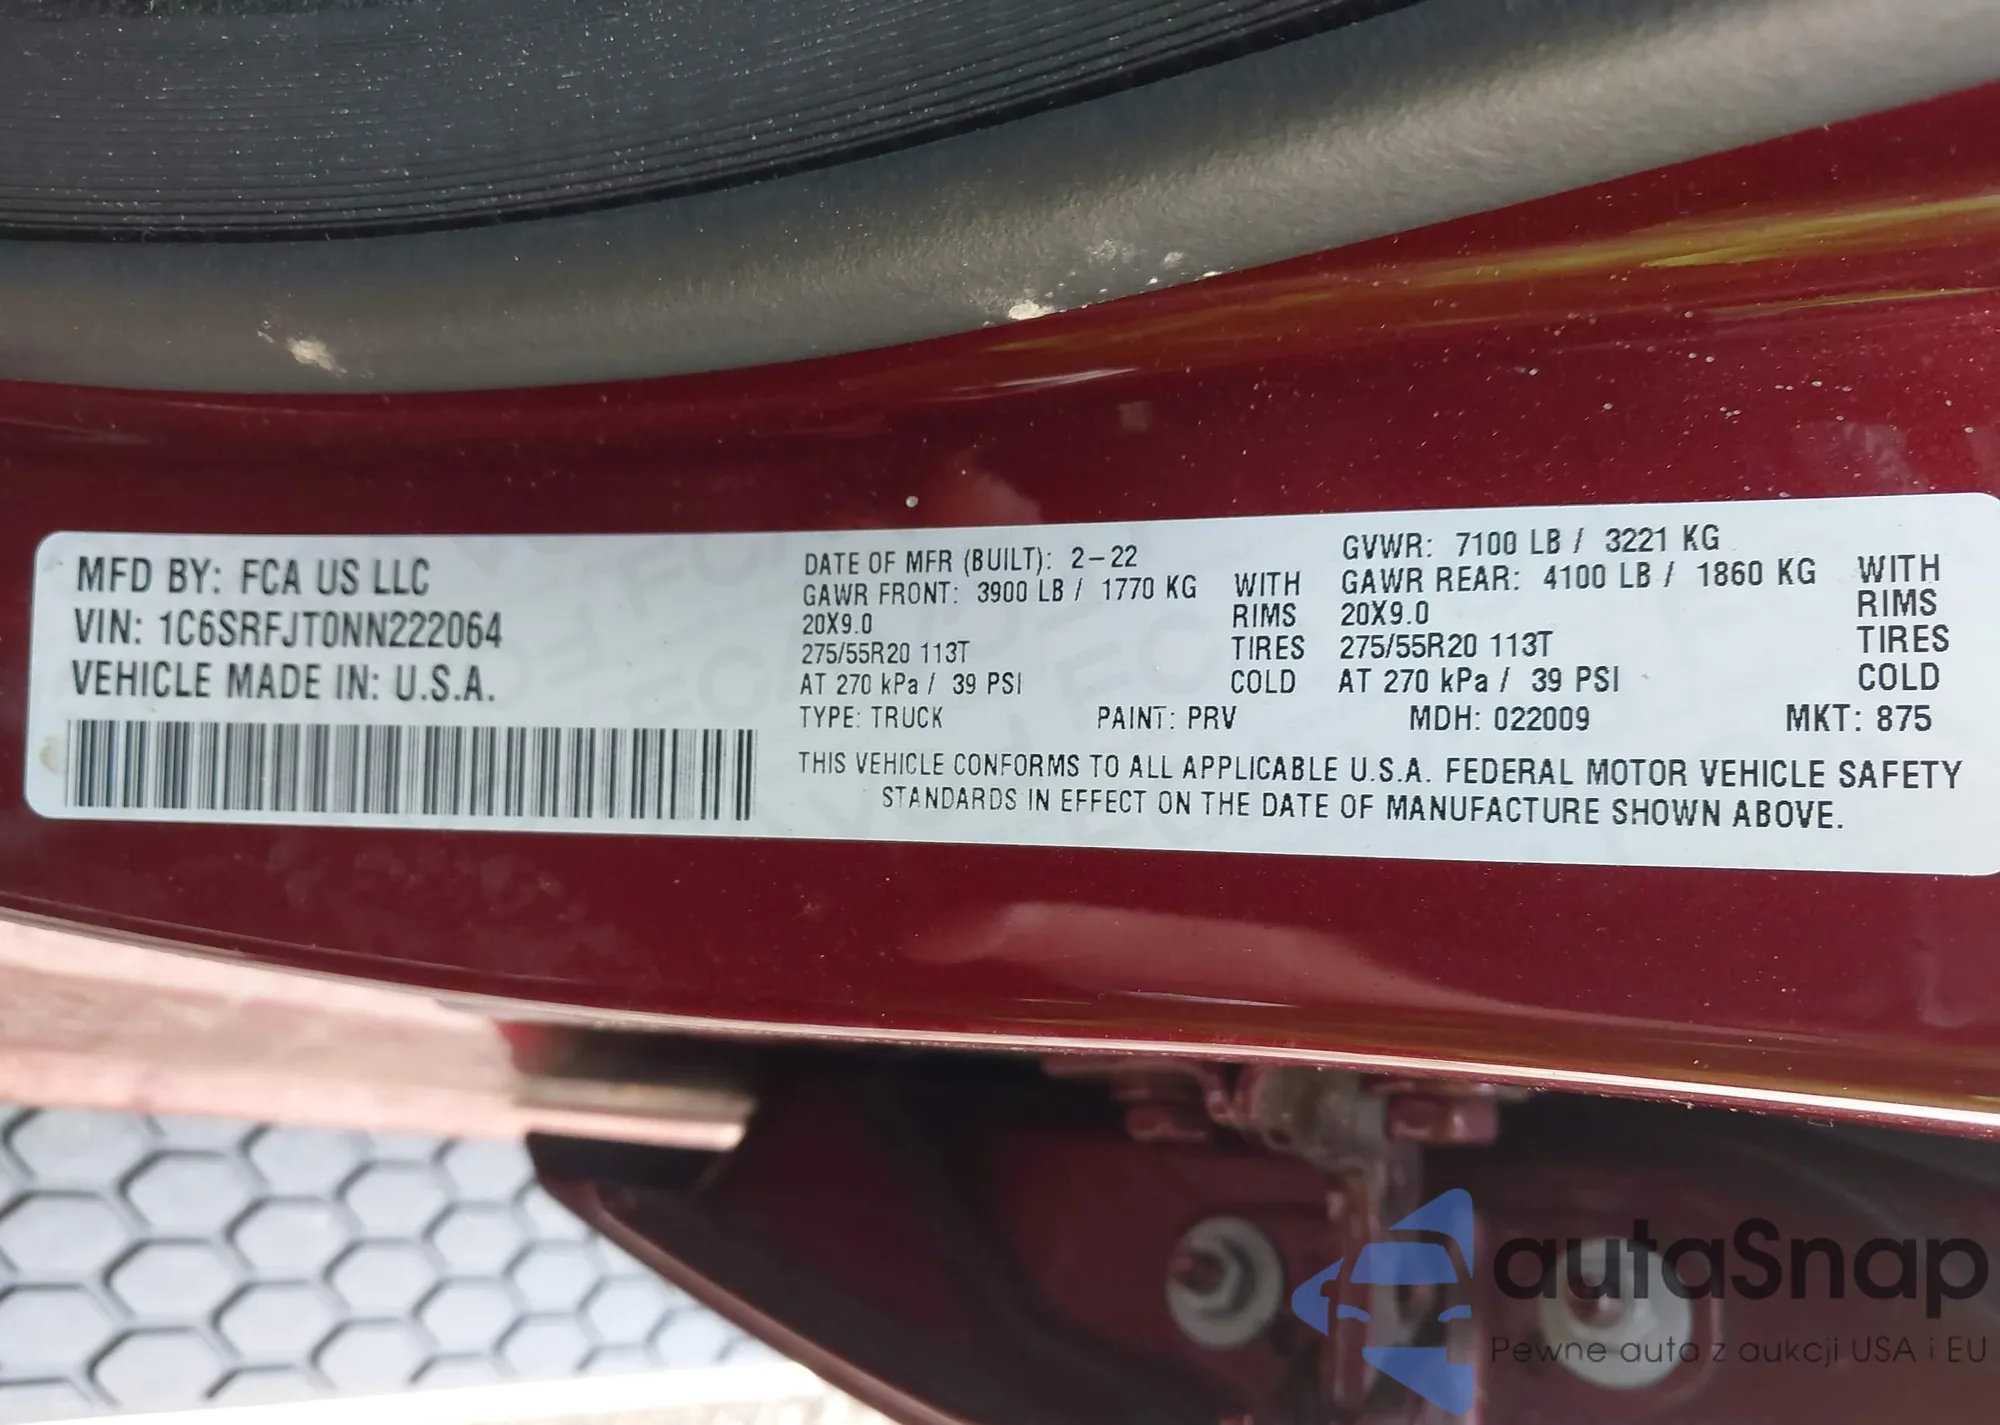 MFD BY: FCA US LLC
VIN: 1C6SRFJT0NN222064
VEHICLE MADE IN: U.S.A.
DATE OF MFR (BUILT): 2-22
GVWR: 7100 LB / 3221 KG
GAWR FRONT: 3900 LB / 1770 KG WITH
20X9.0 RIMS
275/55R20 113T TIRES
AT 270 kPa / 39 PSI COLD
GAWR REAR: 4100 LB / 1860 KG WITH
20X9.0 RIMS
275/55R20 113T TIRES
AT 270 kPa / 39 PSI COLD
TYPE: TRUCK PAINT: PRV MDH: 022009 MKT: 875
THIS VEHICLE CONFORMS TO ALL APPLICABLE U.S.A. FEDERAL MOTOR VEHICLE SAFETY
STANDARDS IN EFFECT ON THE DATE OF MANUFACTURE SHOWN ABOVE.
autaSnap
Pewne auta z aukcji USA i EU